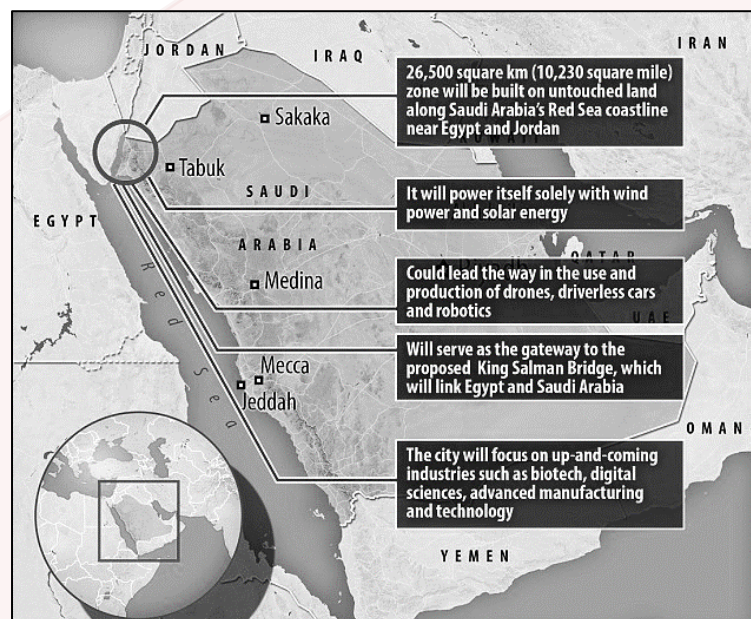 JORDAN
IRAQ
IRAN
26,500 square km (10,230 square mile)
zone will be built on untouched land
along Saudi Arabia's Red Sea coastline
near Egypt and Jordan
Sakaka
Tabuk
SAUDI
ARABIA
It will power itself solely with wind
power and solar energy
EGYPT
QATAR
Medina
Could lead the way in the use and
production of drones, driverless cars
and robotics
UAE
Red Sea
Will serve as the gateway to the
proposed King Salman Bridge, which
will link Egypt and Saudi Arabia
Mecca
Jeddah
OMAN
The city will focus on up-and-coming
industries such as biotech, digital
sciences, advanced manufacturing
and technology
YEMEN